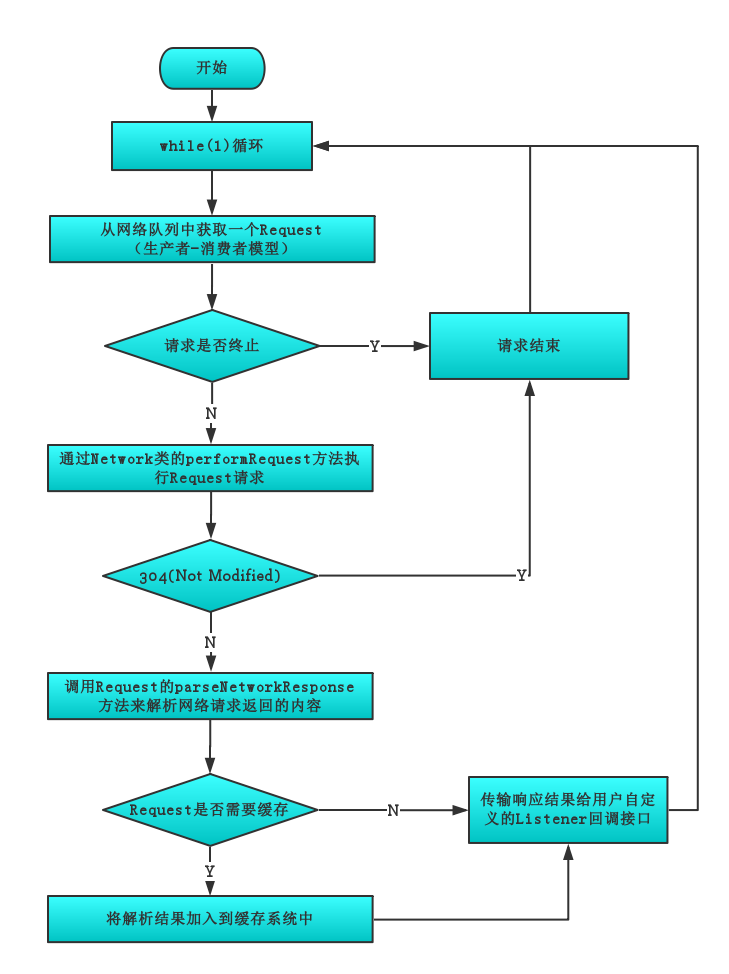 开始
while(1)循环
从网络队列中获取一个Request
（生产者-消费者模型）
请求是否终止
Y
请求结束
N
通过Network类的performRequest方法执
行Request请求
304(Not Modified)
Y
N
调用Request的parseNetworkResponse
方法来解析网络请求返回的内容
Request是否需要缓存
N
传输响应结果给用户自定
义的Listener回调接口
Y
将解析结果加入到缓存系统中